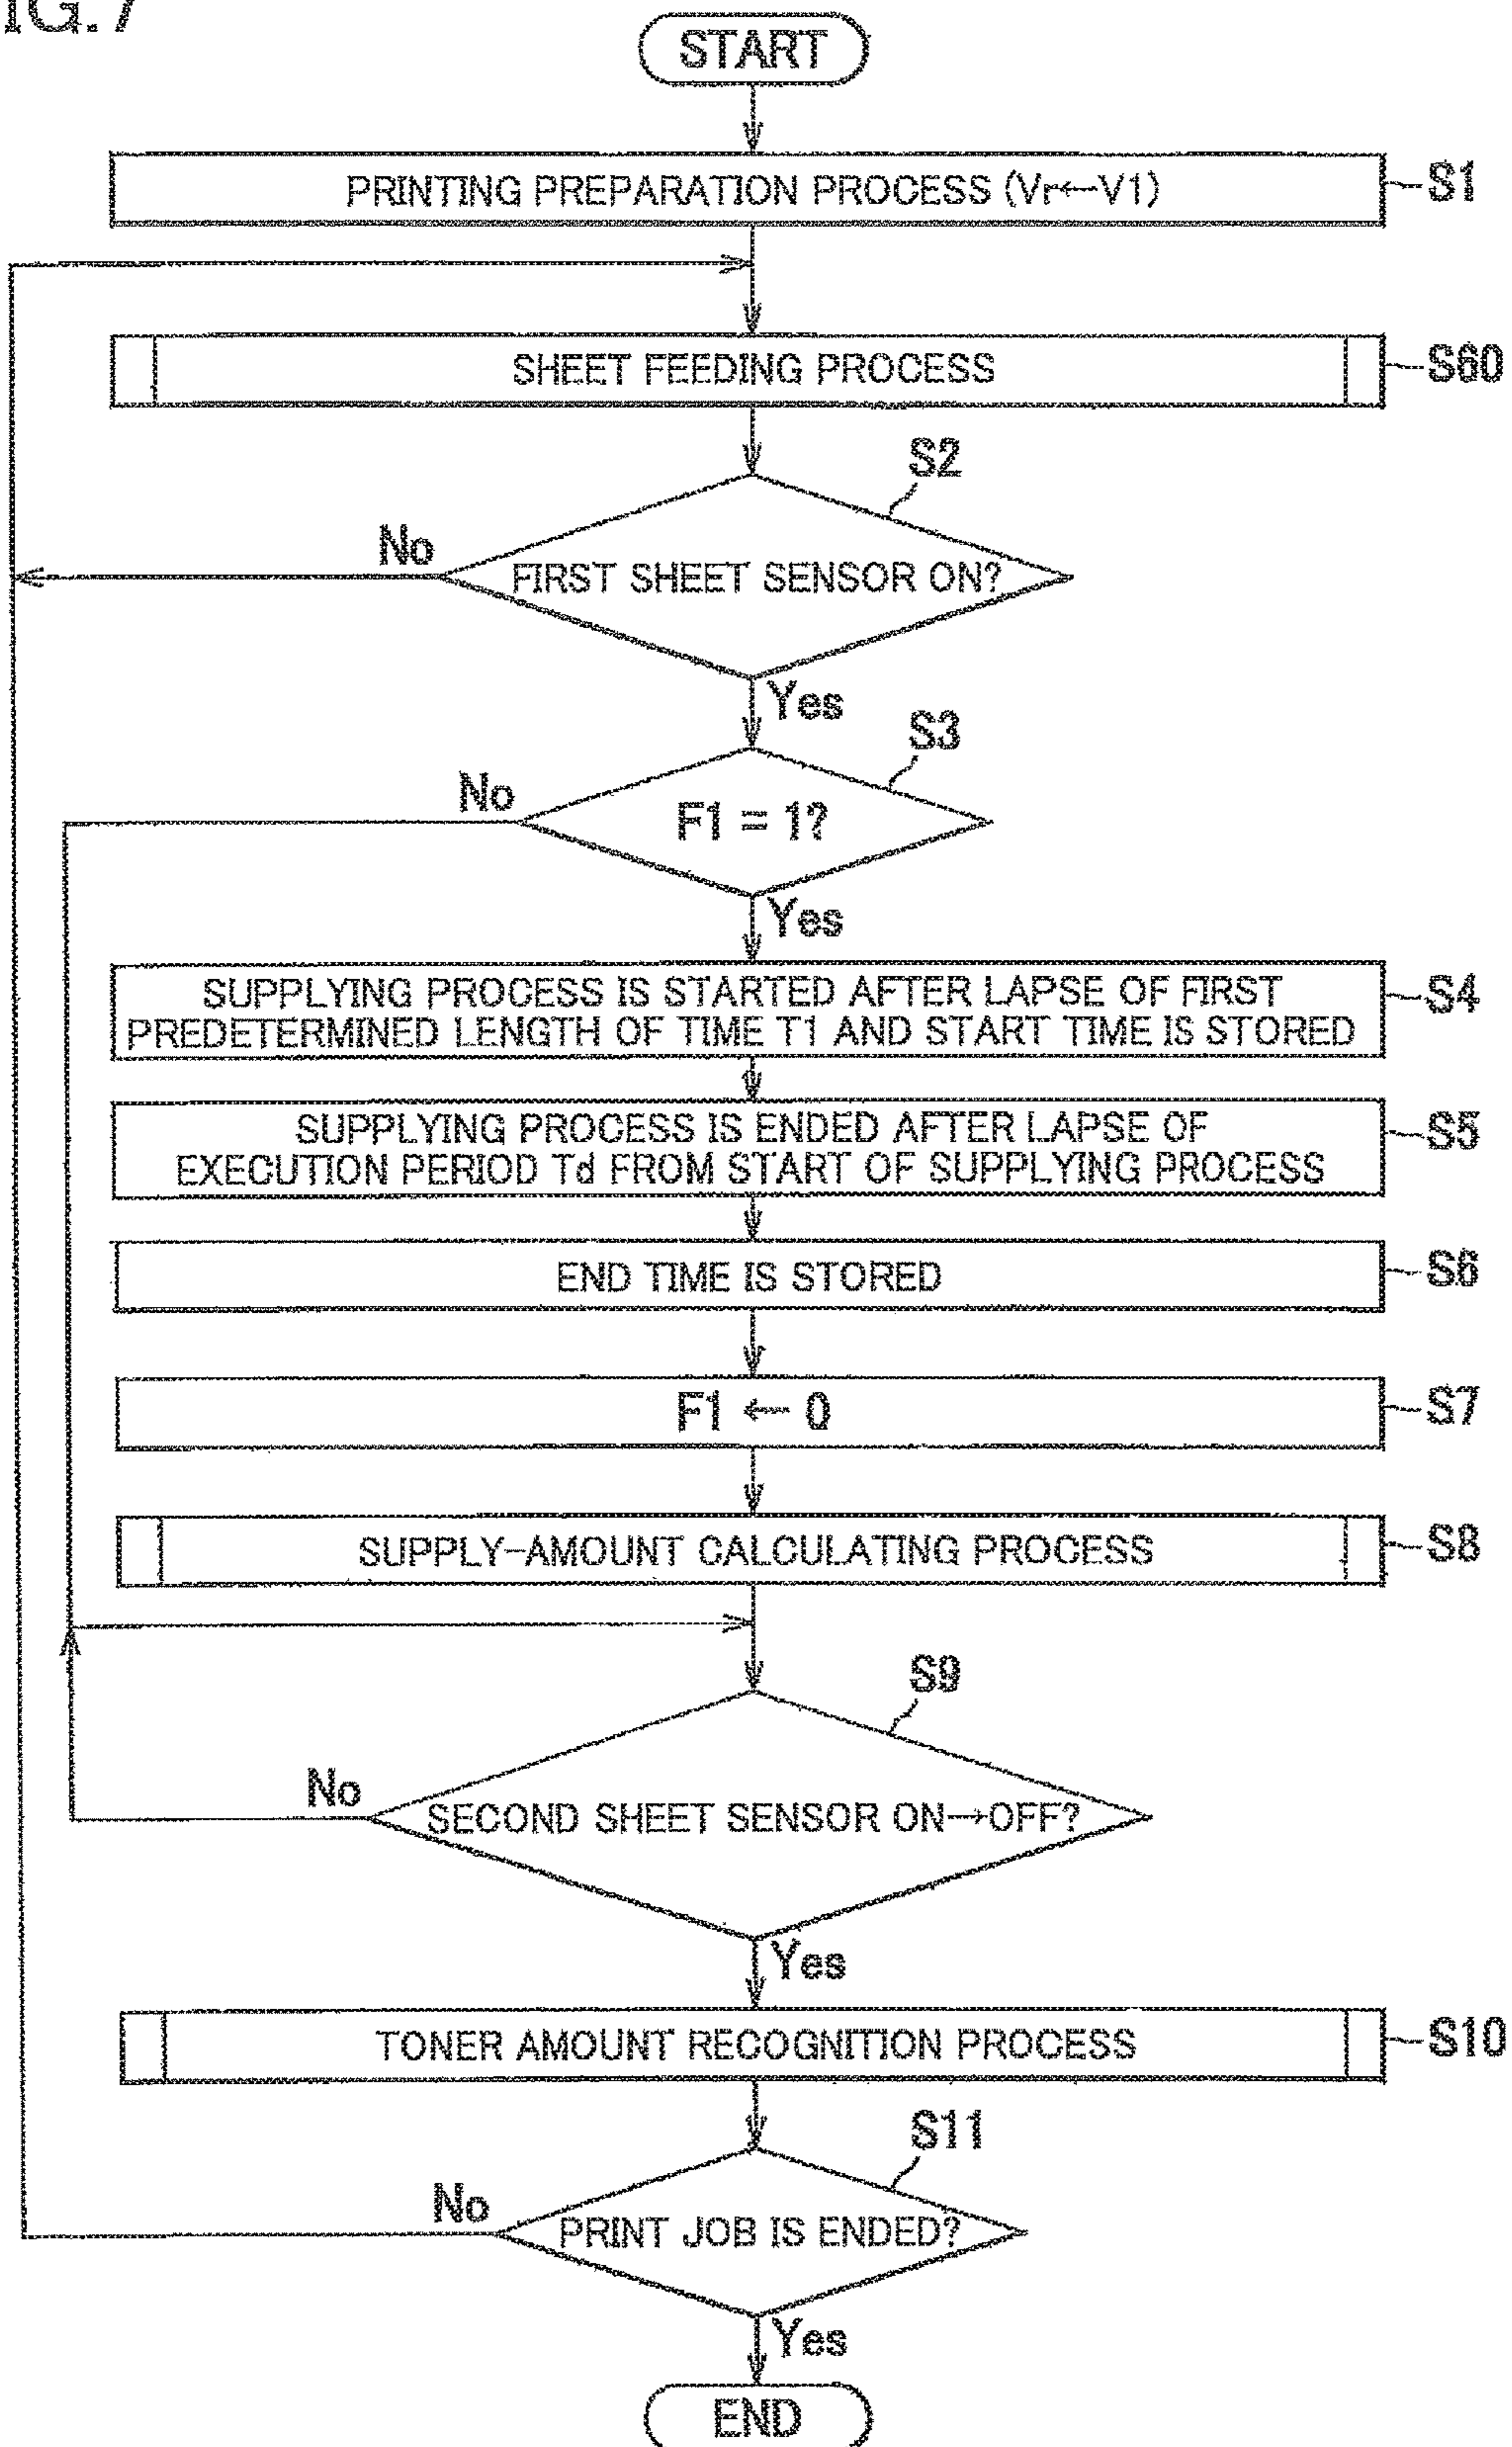 IG. 7
START
PRINTING PREPARATION PROCESS (Vr←V1)
S1
SHEET FEEDING PROCESS
S60
S2
No
FIRST SHEET SENSOR ON?
Yes
S3
No
F1 = 1?
Yes
SUPPLYING PROCESS IS STARTED AFTER LAPSE OF FIRST
PREDETERMINED LENGTH OF TIME T1 AND START TIME IS STORED
S4
SUPPLYING PROCESS IS ENDED AFTER LAPSE OF
EXECUTION PERIOD Td FROM START OF SUPPLYING PROCESS
S5
END TIME IS STORED
S6
F1 ← 0
S7
SUPPLY-AMOUNT CALCULATING PROCESS
S8
S9
No
SECOND SHEET SENSOR ON→OFF?
Yes
TONER AMOUNT RECOGNITION PROCESS
S10
S11
No
PRINT JOB IS ENDED?
Yes
END